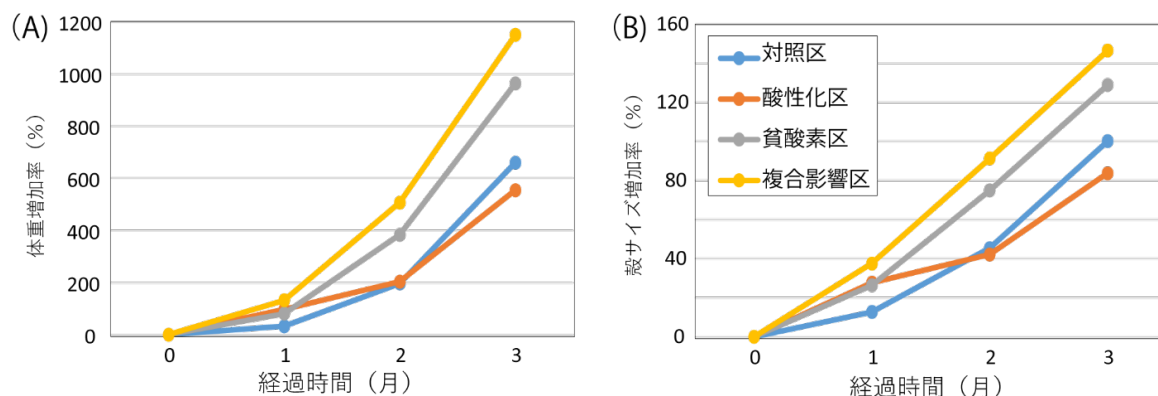 (A)
体重増加率（%）
1200
1000
800
600
400
200
0
0 1 2 3
経過時間（月）
(B)
殻サイズ増加率（%）
160
120
80
40
0
対照区
酸性化区
貧酸素区
複合影響区
0 1 2 3
経過時間（月）